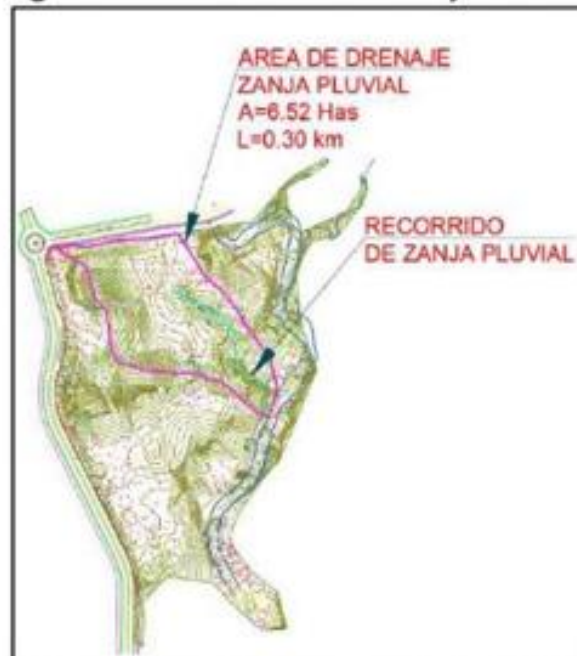 AREA DE DRENAJE
ZANJA PLUVIAL
A=6.52 Has
L=0.30 km
RECORRIDO
DE ZANJA PLUVIAL